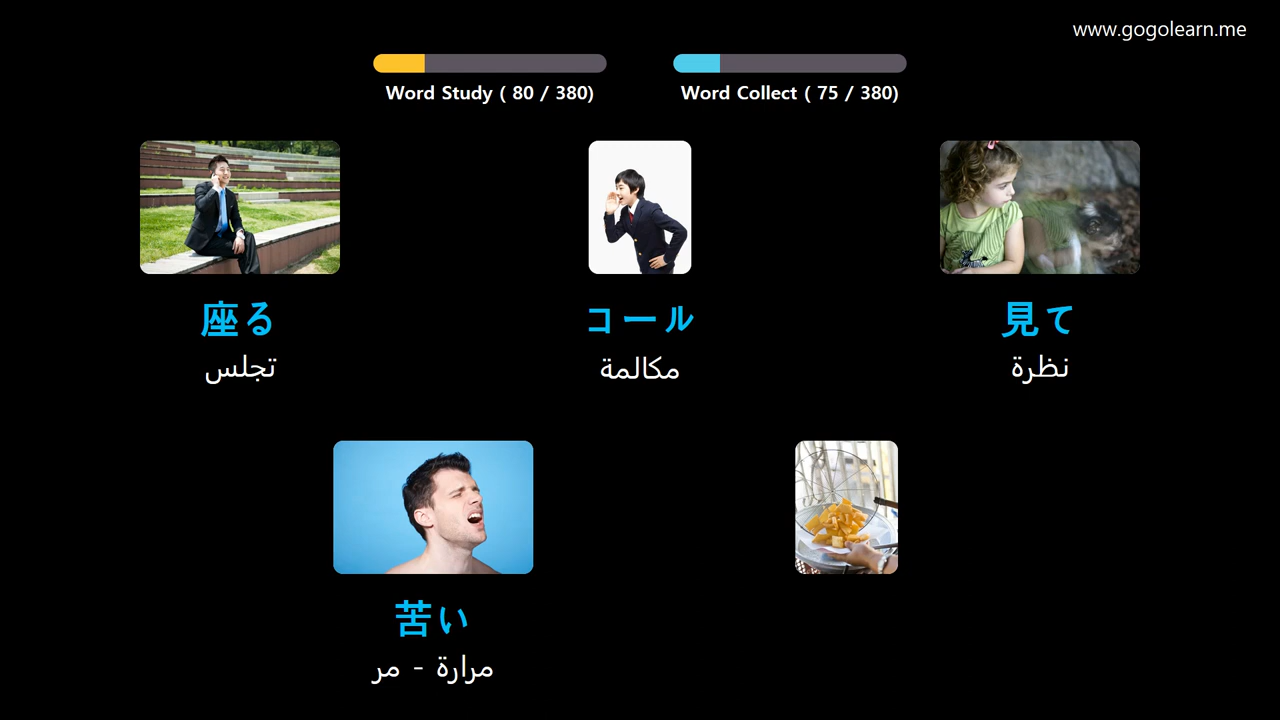 www.gogolearn.me
Word Study ( 80 / 380)
Word Collect ( 75 / 380)
座る
تجلس
コール
مكالمة
見て
نظرة
苦い
مرارة - مر